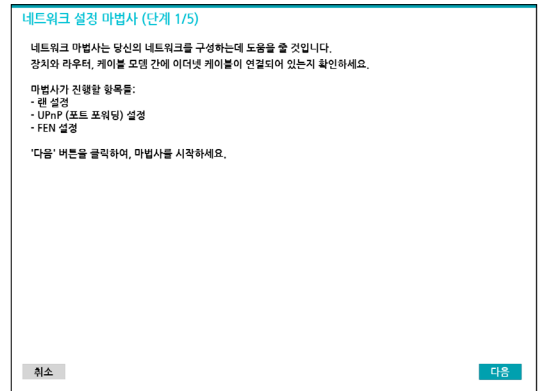 네트워크 설정 마법사 (단계 1/5)
네트워크 마법사는 당신의 네트워크를 구성하는데 도움을 줄 것입니다.
장치와 라우터, 케이블 모뎀 간에 이더넷 케이블이 연결되어 있는지 확인하세요.
마법사가 진행할 항목들:
- 랜 설정
- UPnP (포트 포워딩) 설정
- FEN 설정
'다음' 버튼을 클릭하여, 마법사를 시작하세요.
취소
다음